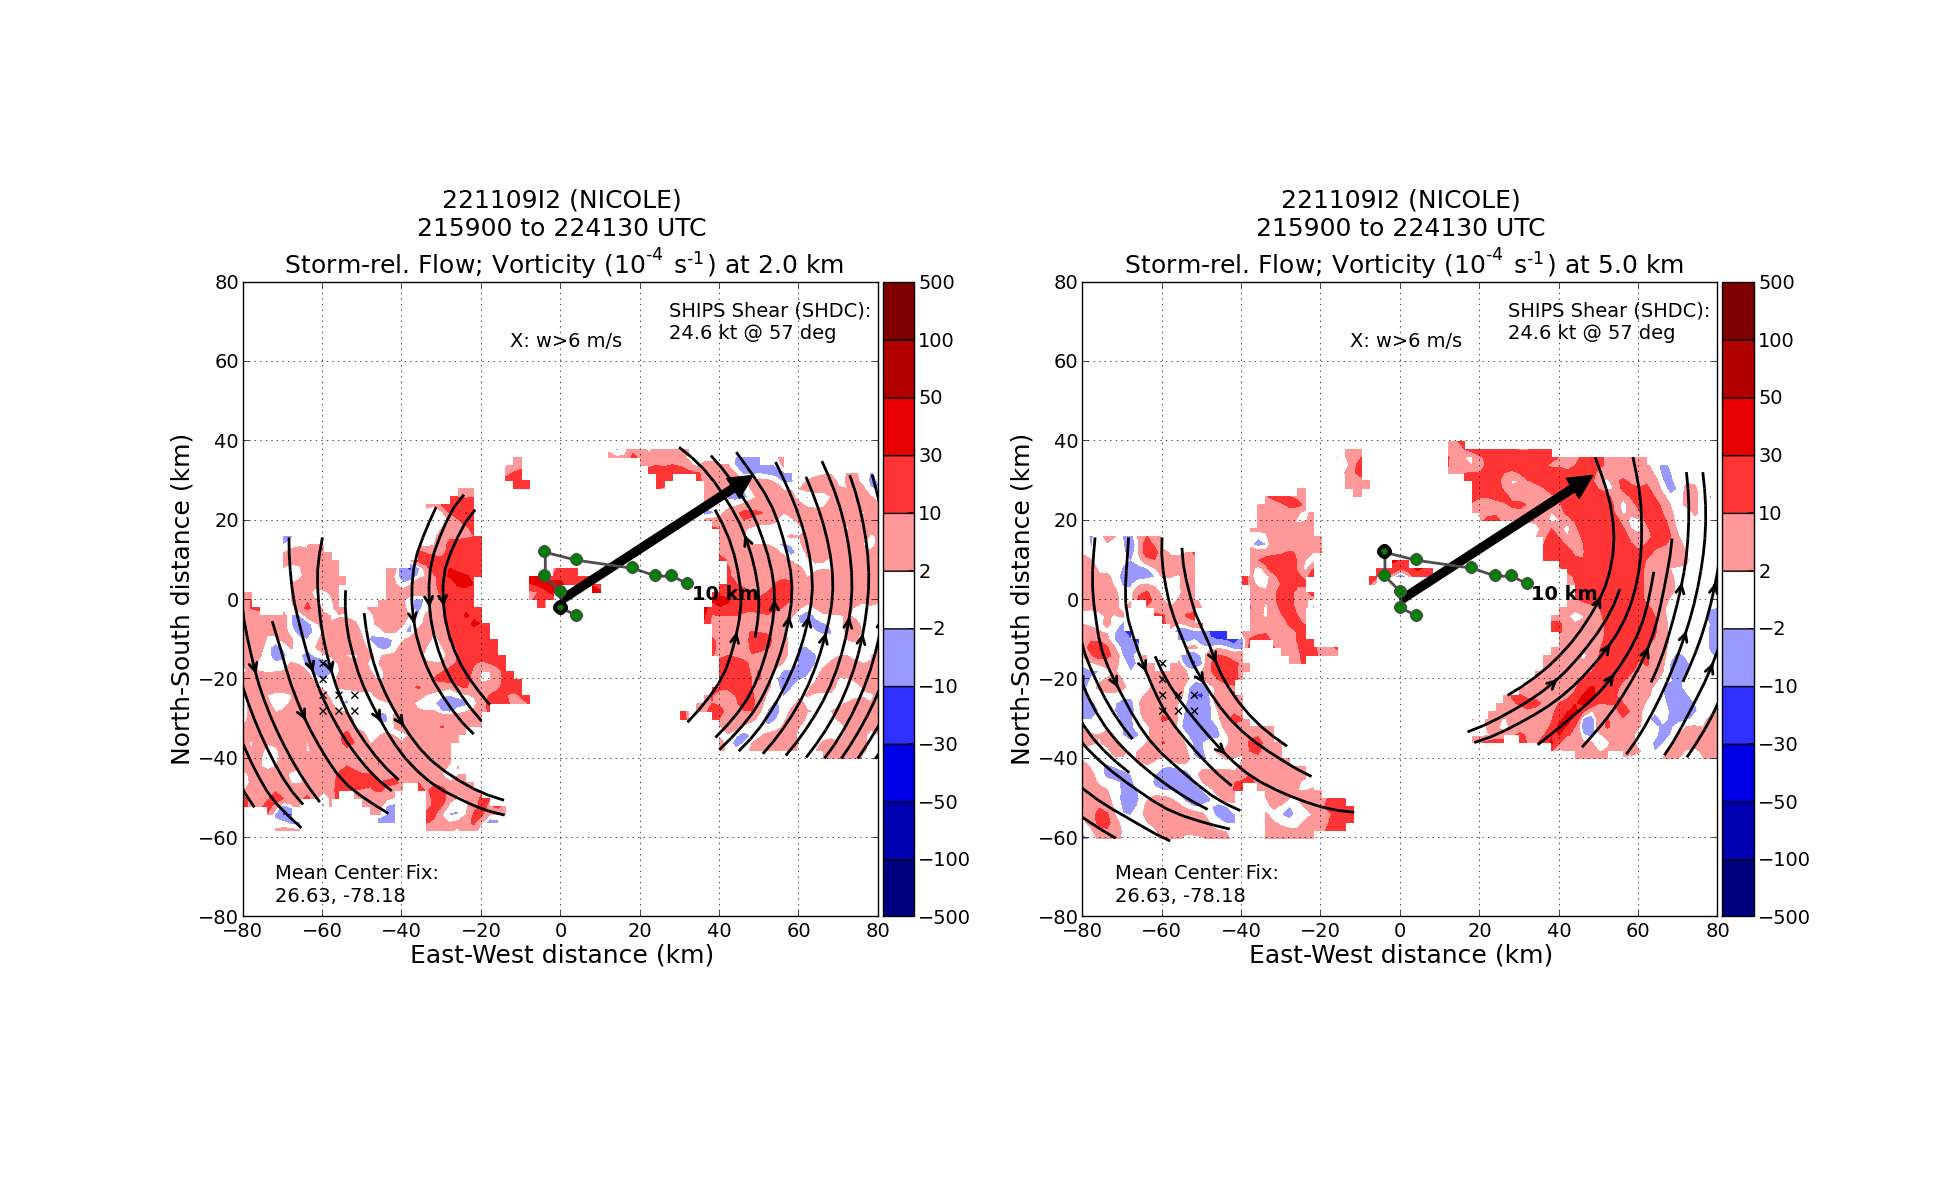 221109I2 (NICOLE)
215900 to 224130 UTC
Storm-rel. Flow; Vorticity (10⁻⁴ s⁻¹) at 2.0 km
SHIPS Shear (SHDC):
24.6 kt @ 57 deg
X: w>6 m/s
10 km
Mean Center Fix:
26.63, -78.18
80
60
40
20
0
−20
−40
−60
−80
North-South distance (km)
−80 −60 −40 −20 0 20 40 60 80
East-West distance (km)
500
100
50
30
10
2
−2
−10
−30
−50
−100
−500
221109I2 (NICOLE)
215900 to 224130 UTC
Storm-rel. Flow; Vorticity (10⁻⁴ s⁻¹) at 5.0 km
SHIPS Shear (SHDC):
24.6 kt @ 57 deg
X: w>6 m/s
10 km
Mean Center Fix:
26.63, -78.18
80
60
40
20
0
−20
−40
−60
−80
North-South distance (km)
−80 −60 −40 −20 0 20 40 60 80
East-West distance (km)
500
100
50
30
10
2
−2
−10
−30
−50
−100
−500